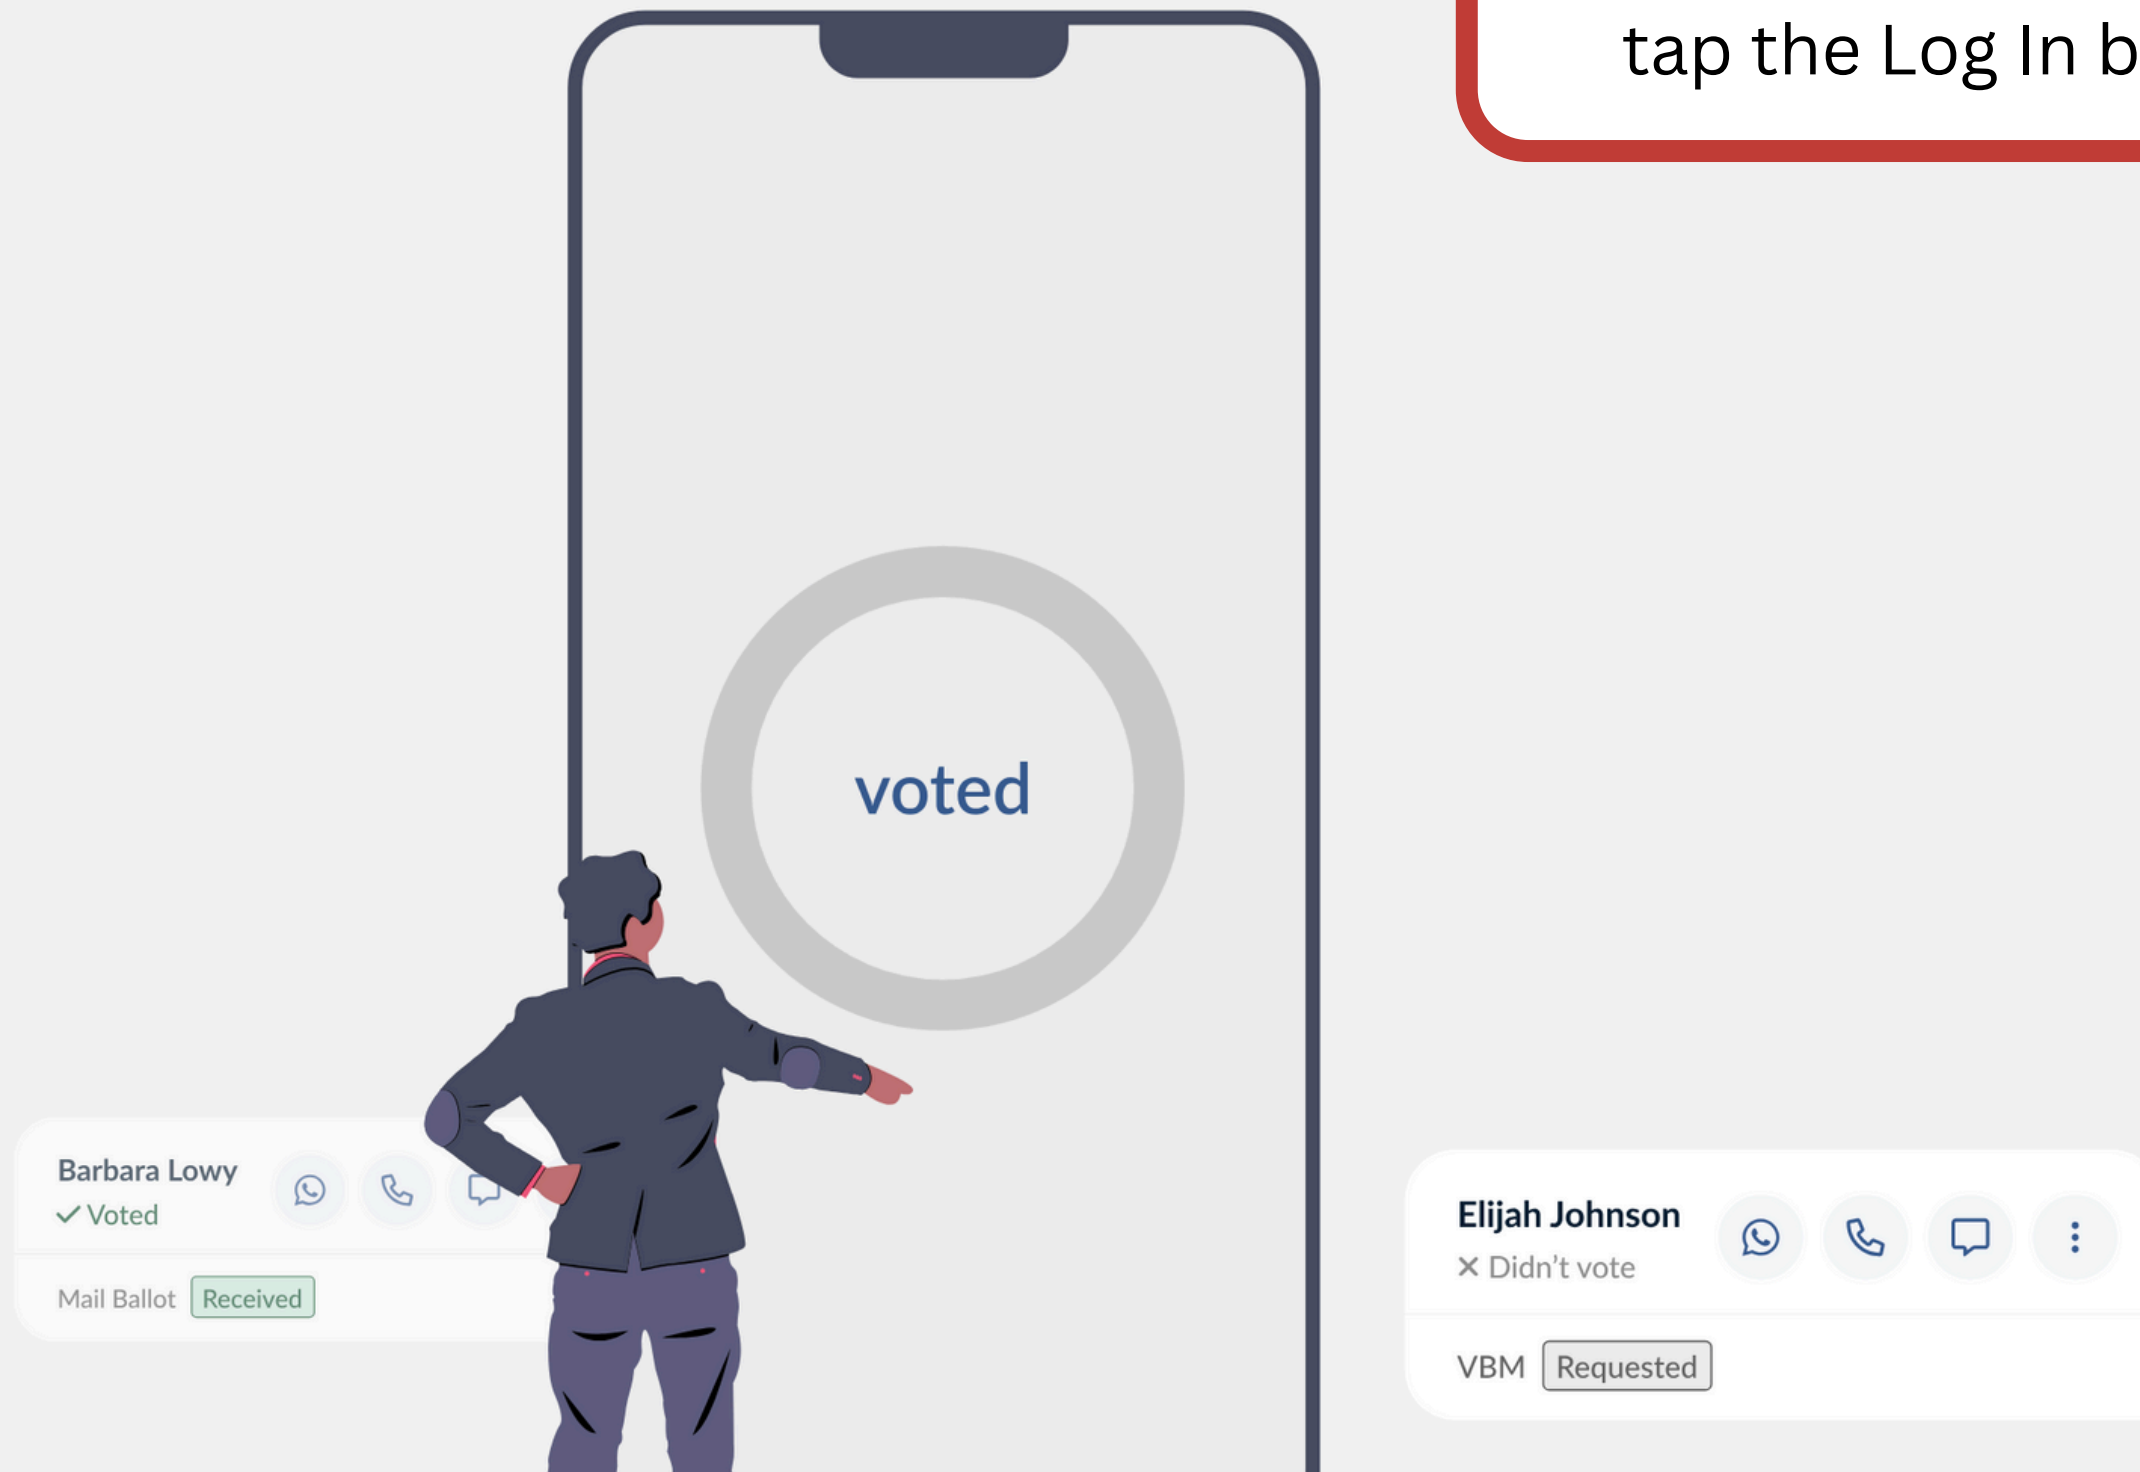 tap the Log In b
voted
Barbara Lowy
Voted
Mail Ballot Received
Elijah Johnson
Didn't vote
VBM Requested